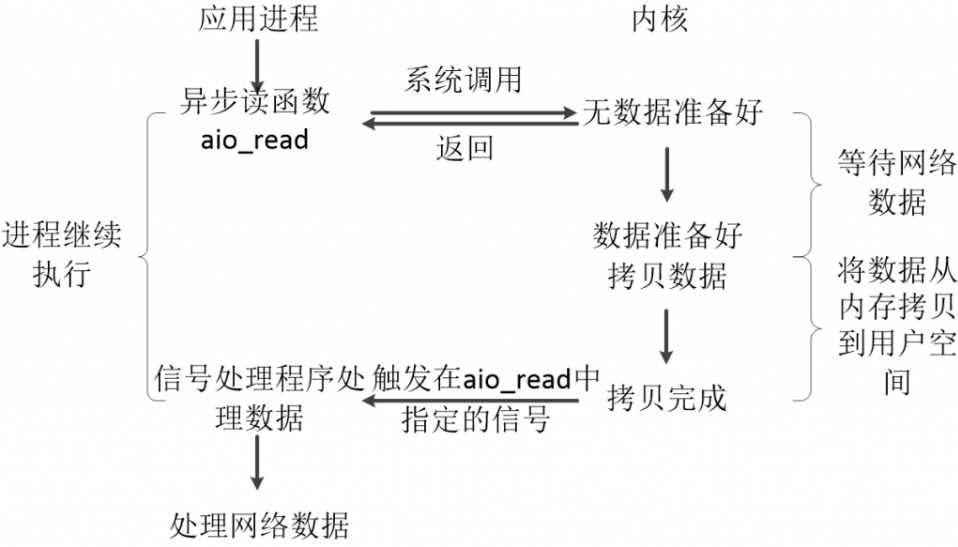 应用进程
内核
系统调用
异步读函数
aio_read
无数据准备好
返回
等待网络
数据
进程继续
执行
数据准备好
拷贝数据
将数据从
内存拷贝
到用户空
间
信号处理程序处
理数据
触发在aio_read中
指定的信号
拷贝完成
处理网络数据